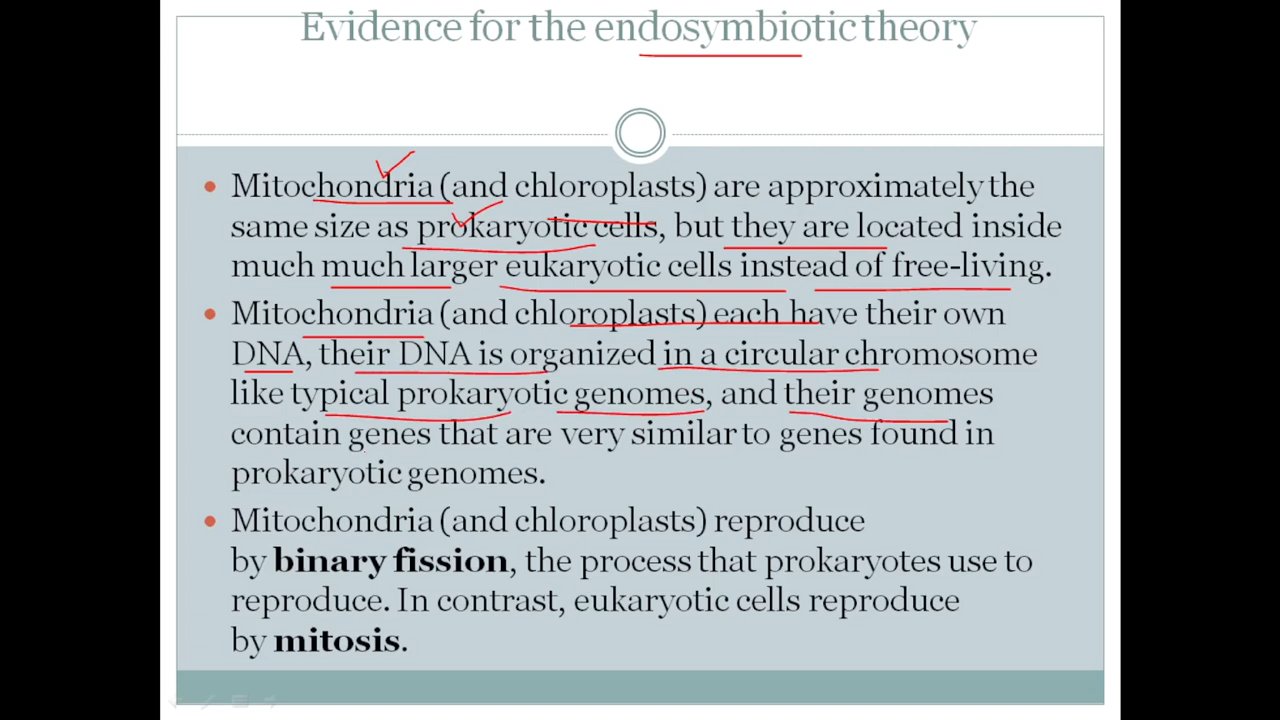 Evidence for the endosymbiotic theory
• Mitochondria (and chloroplasts) are approximately the
same size as prokaryotic cells, but they are located inside
much much larger eukaryotic cells instead of free-living.
• Mitochondria (and chloroplasts) each have their own
DNA, their DNA is organized in a circular chromosome
like typical prokaryotic genomes, and their genomes
contain genes that are very similar to genes found in
prokaryotic genomes.
• Mitochondria (and chloroplasts) reproduce
by binary fission, the process that prokaryotes use to
reproduce. In contrast, eukaryotic cells reproduce
by mitosis.